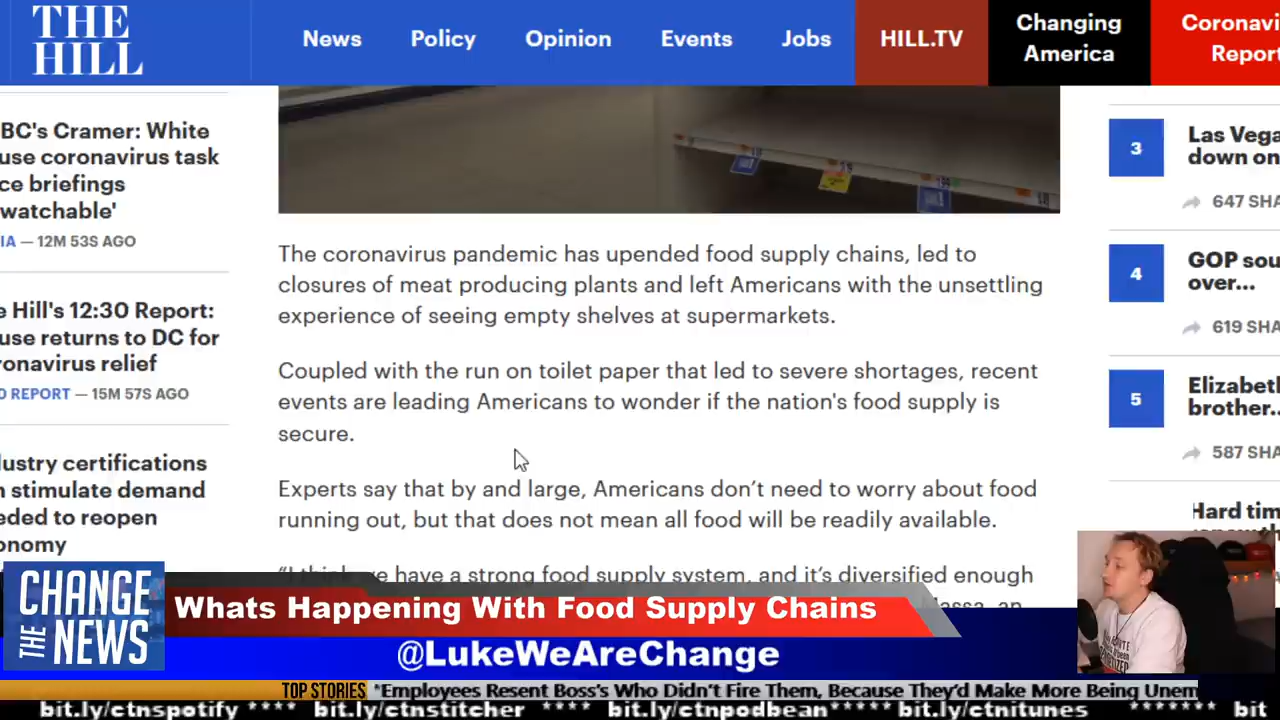 THE
HILL
News
Policy
Opinion
Events
Jobs
HILL.TV
Changing
America
Coronavi
Report
BC's Cramer: White
use coronavirus task
ce briefings
watchable'
IA — 12M 53S AGO
e Hill's 12:30 Report:
use returns to DC for
ronavirus relief
O REPORT — 15M 57S AGO
dustry certifications
n stimulate demand
eded to reopen
onomy
The coronavirus pandemic has upended food supply chains, led to
closures of meat producing plants and left Americans with the unsettling
experience of seeing empty shelves at supermarkets.
Coupled with the run on toilet paper that led to severe shortages, recent
events are leading Americans to wonder if the nation's food supply is
secure.
Experts say that by and large, Americans don't need to worry about food
running out, but that does not mean all food will be readily available.
“I think we have a strong food supply system, and it's diversified enough
3
Las Vega
down on
647 SHA
4
GOP sou
over...
619 SHA
5
Elizabet
brother..
587 SHA
Hard tim
CHANGE
THE
NEWS
Whats Happening With Food Supply Chains
@LukeWeAreChange
TOP STORIES
*Employees Resent Boss's Who Didn't Fire Them, Because They'd Make More Being Unem
bit.ly/ctnspotify **** bit.ly/ctnstitcher **** bit.ly/ctnpodbean***** bit.ly/ctnitunes ******* bit